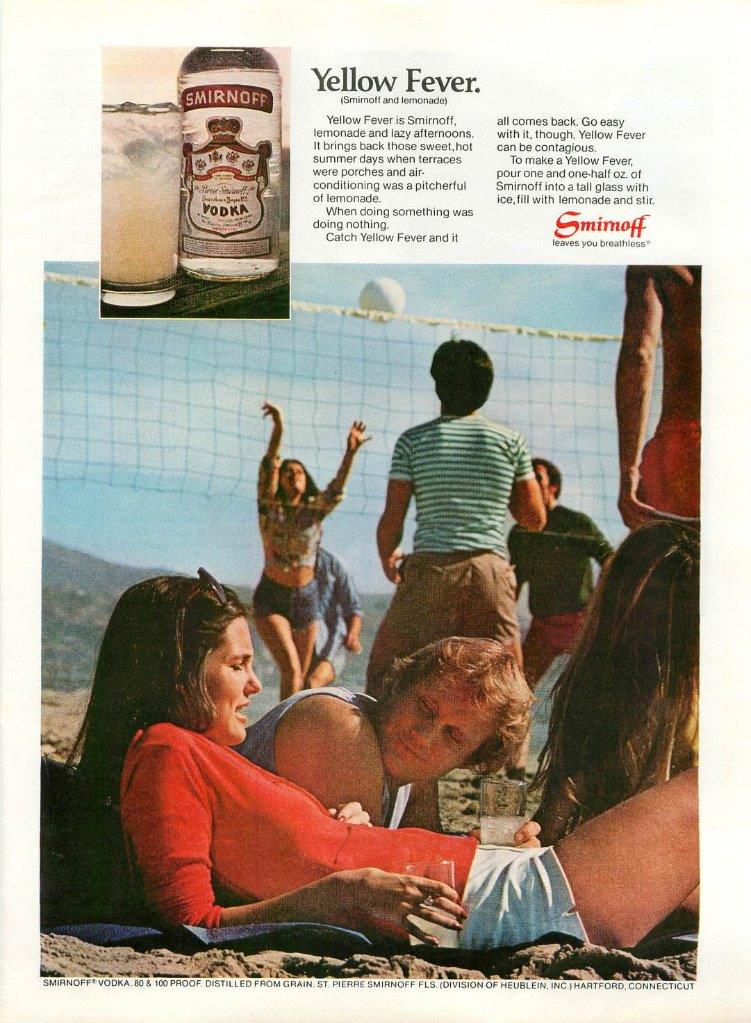 SMIRNOFF
Pierre Smirnoff
VODKA
Yellow Fever.
(Smirnoff and lemonade)
Yellow Fever is Smirnoff,
lemonade and lazy afternoons.
It brings back those sweet, hot
summer days when terraces
were porches and air-
conditioning was a pitcherful
of lemonade.
When doing something was
doing nothing.
Catch Yellow Fever and it
all comes back. Go easy
with it, though. Yellow Fever
can be contagious.
To make a Yellow Fever,
pour one and one-half oz. of
Smirnoff into a tall glass with
ice, fill with lemonade and stir.
Smirnoff
leaves you breathless®
SMIRNOFF® VODKA. 80 & 100 PROOF. DISTILLED FROM GRAIN. ST. PIERRE SMIRNOFF FLS. (DIVISION OF HEUBLEIN, INC.) HARTFORD, CONNECTICUT